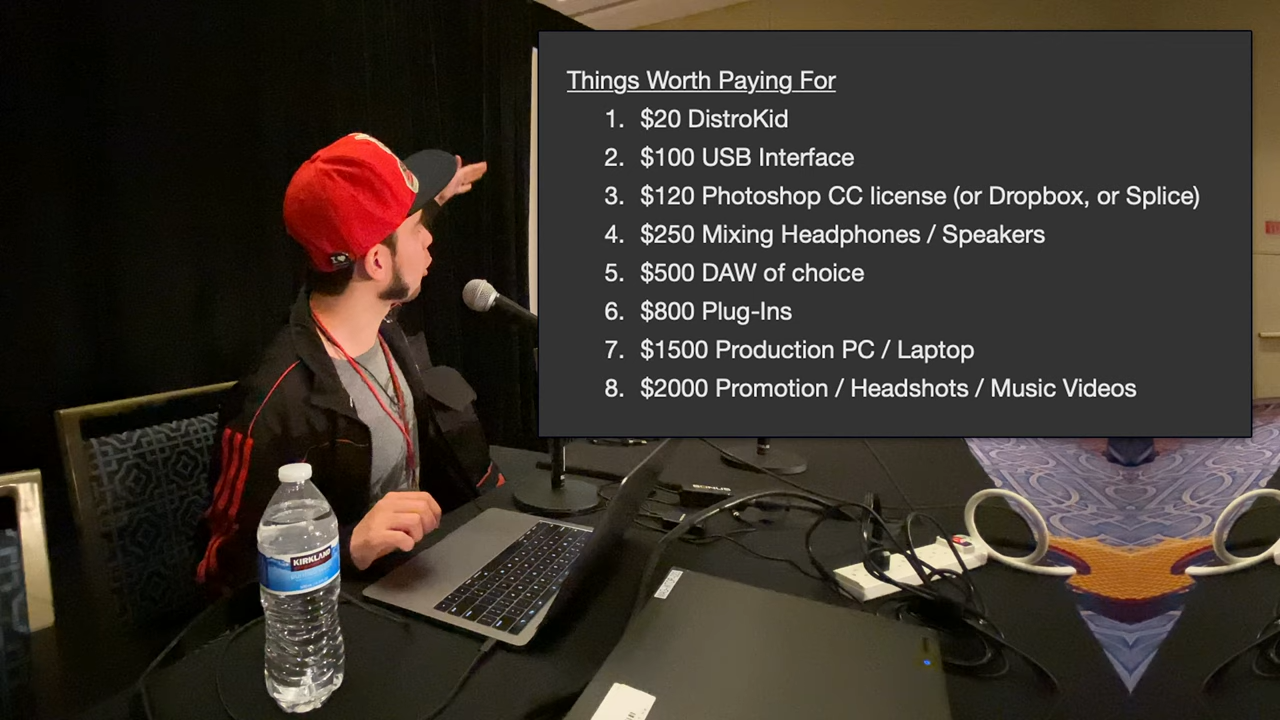 Things Worth Paying For
1. $20 DistroKid
2. $100 USB Interface
3. $120 Photoshop CC license (or Dropbox, or Splice)
4. $250 Mixing Headphones / Speakers
5. $500 DAW of choice
6. $800 Plug-Ins
7. $1500 Production PC / Laptop
8. $2000 Promotion / Headshots / Music Videos
KIRKLAND